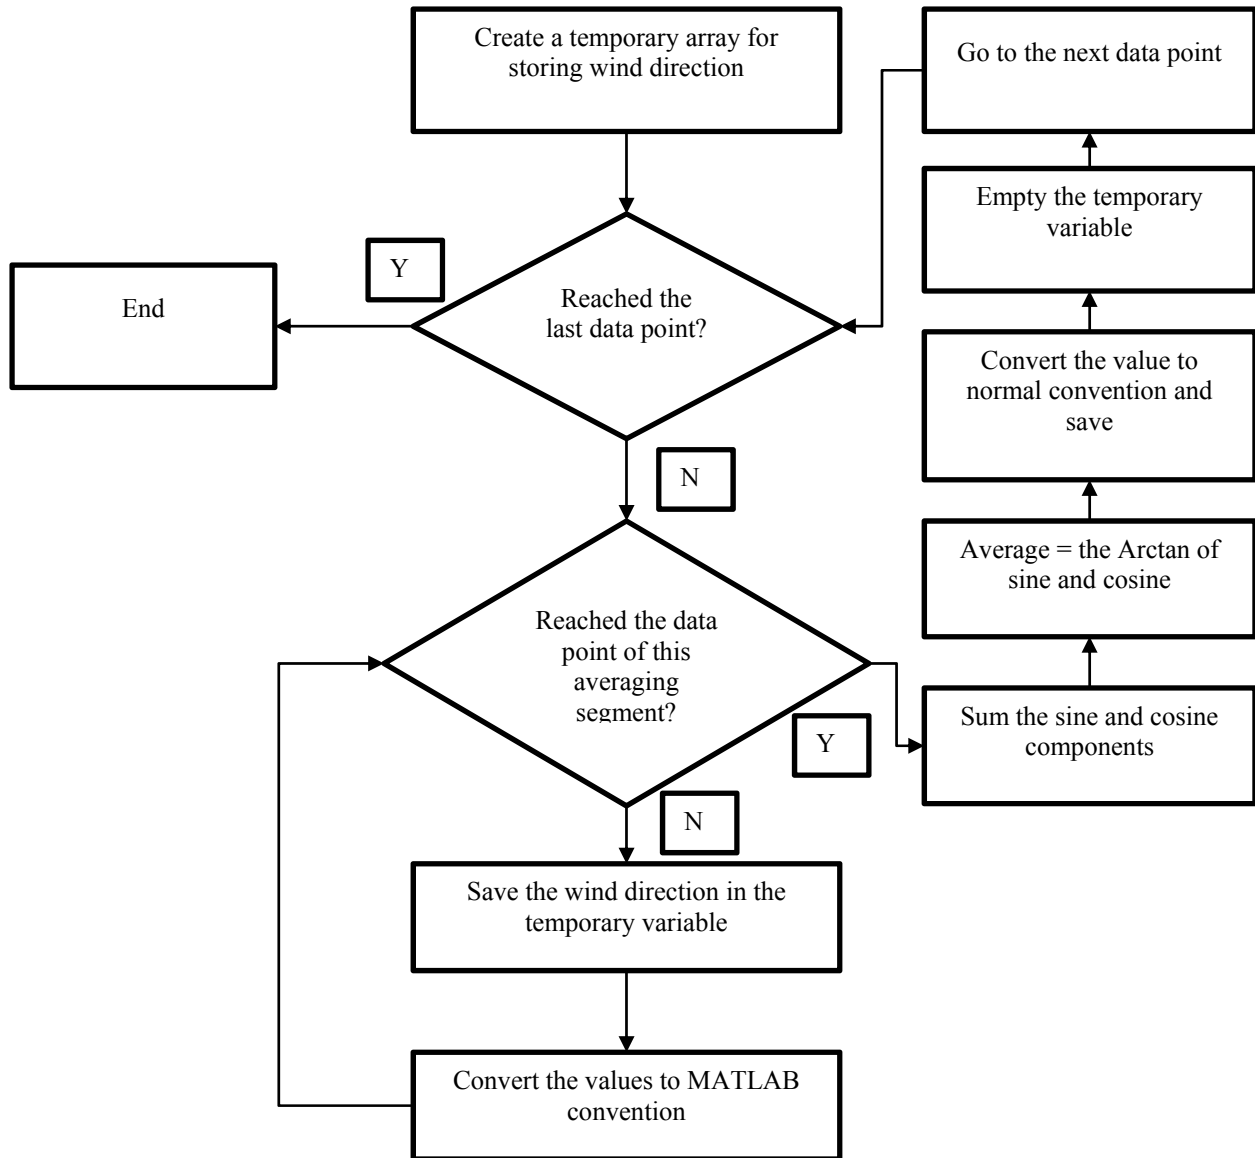 Create a temporary array for
storing wind direction
Go to the next data point
Empty the temporary
variable
Y
End
Reached the
last data point?
Convert the value to
normal convention and
save
N
Average = the Arctan of
sine and cosine
Reached the data
point of this
averaging
segment?
Y
Sum the sine and cosine
components
N
Save the wind direction in the
temporary variable
Convert the values to MATLAB
convention